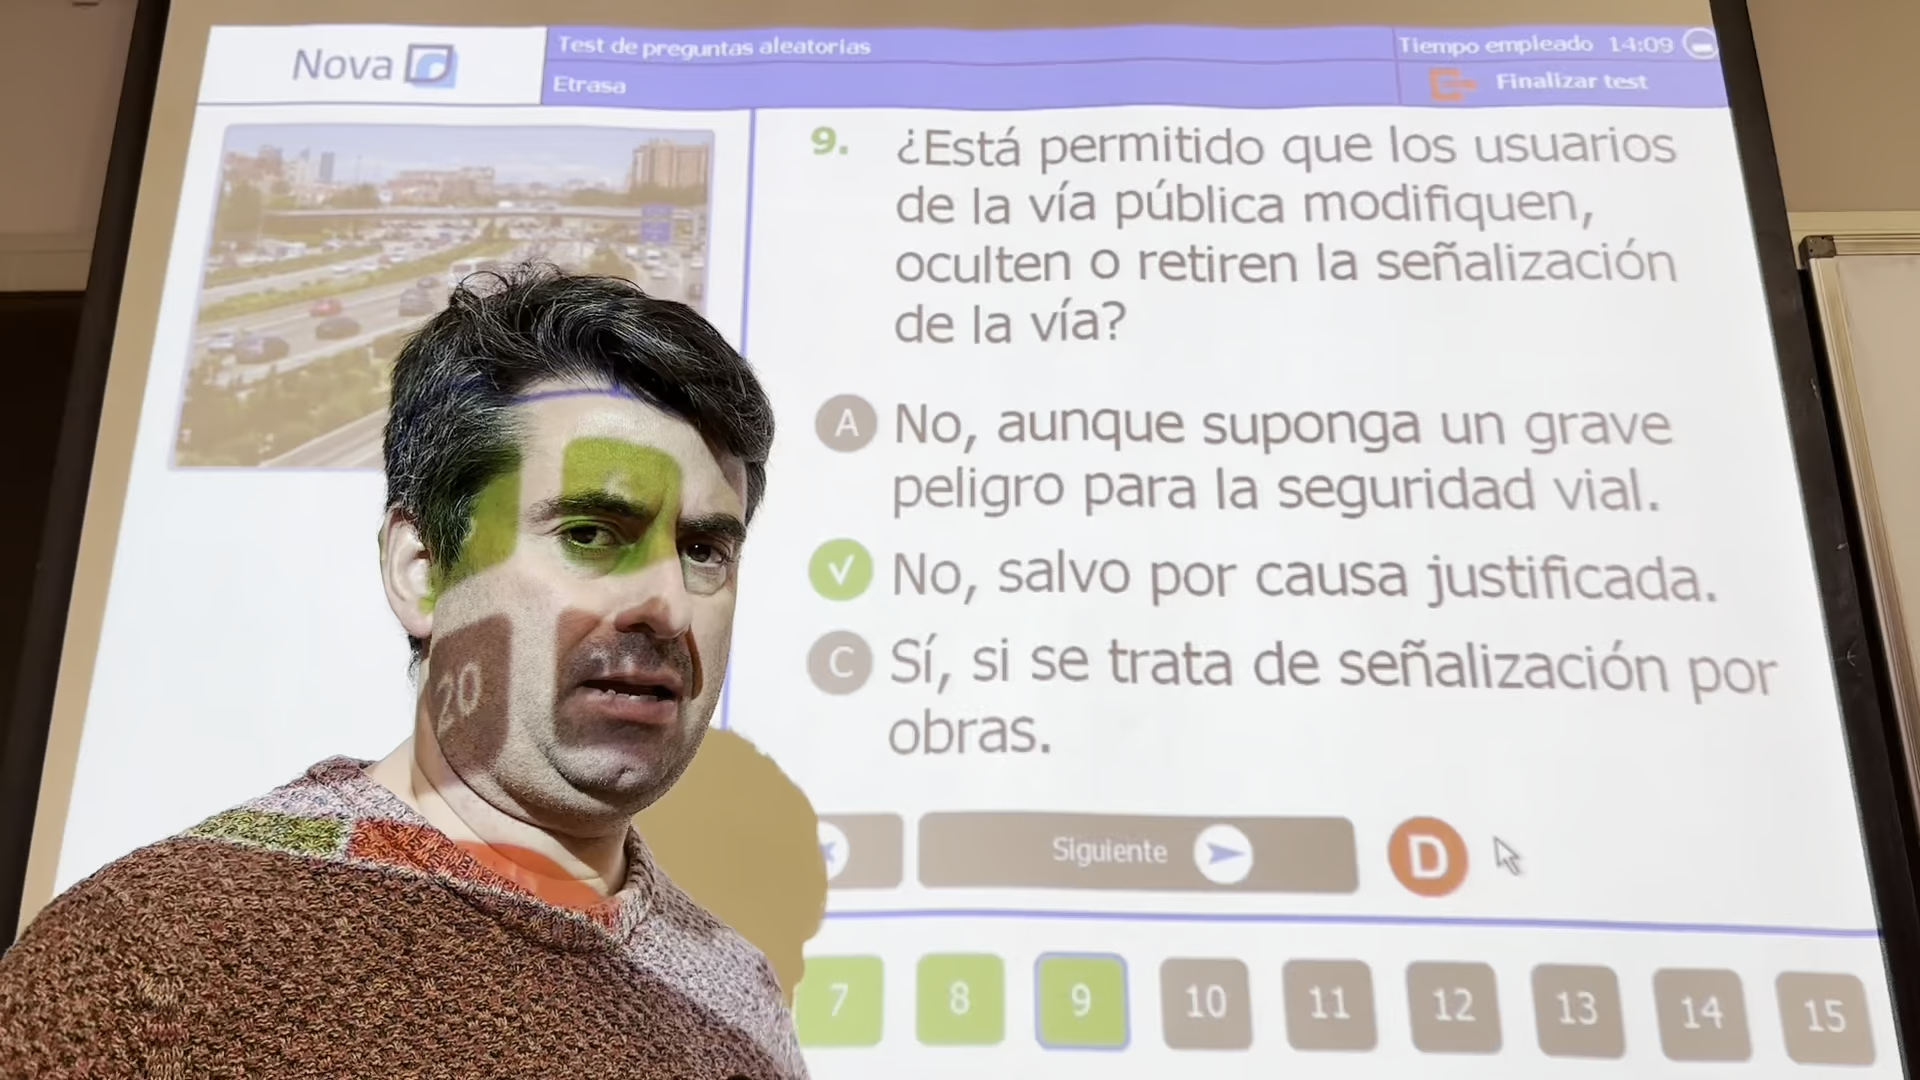 Nova
Test de preguntas aleatorias
Etrasa
Tiempo empleado 14:09
Finalizar test
9. ¿Está permitido que los usuarios
de la vía pública modifiquen,
oculten o retiren la señalización
de la vía?
A No, aunque suponga un grave
peligro para la seguridad vial.
√ No, salvo por causa justificada.
C Sí, si se trata de señalización por
obras.
Siguiente
D
20
7 8 9 10 11 12 13 14 15